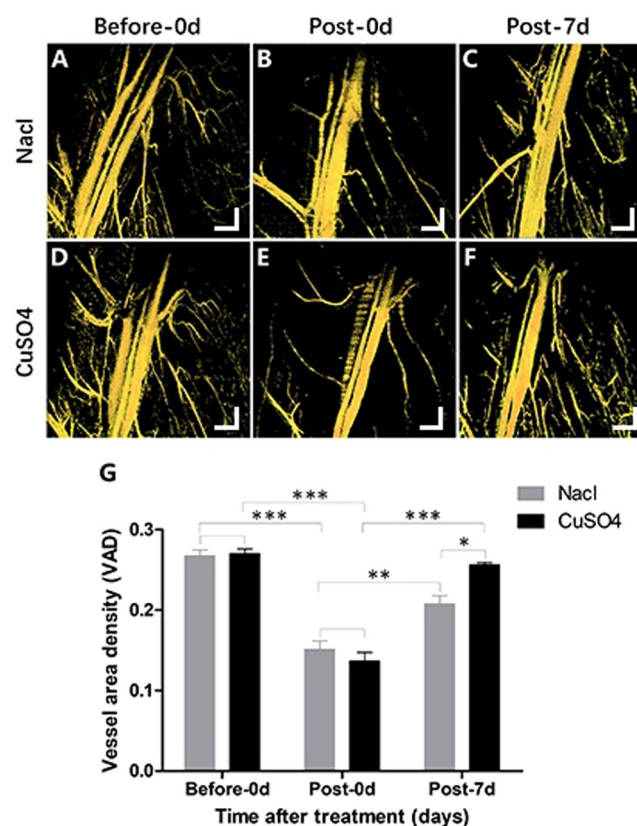 Before-0d Post-0d Post-7d
Nacl
A B C
CuSO4
D E F
G
Nacl
CuSO4
***
*** ***
*
**
Vessel area density (VAD)
0.3
0.2
0.1
0.0
Before-0d Post-0d Post-7d
Time after treatment (days)